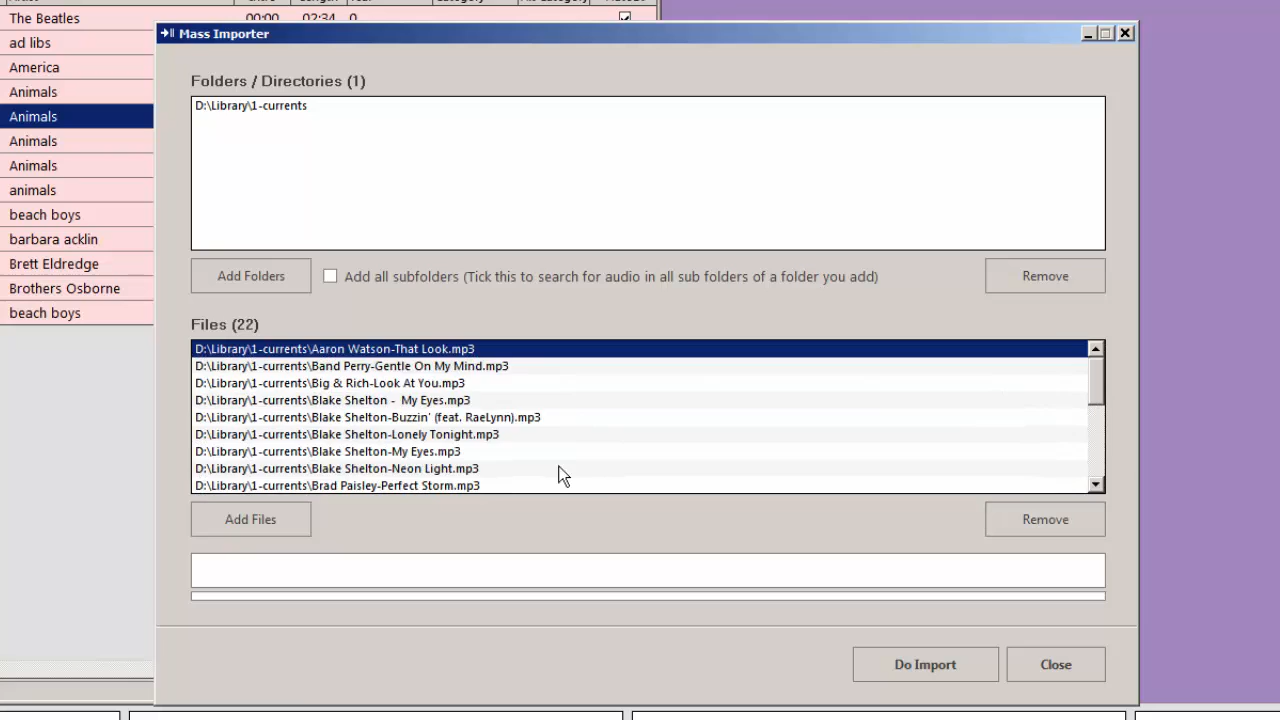 The Beatles 00:00 02:34 0
ad libs
America
Animals
Animals
Animals
Animals
animals
beach boys
barbara acklin
Brett Eldredge
Brothers Osborne
beach boys
Mass Importer
Folders / Directories (1)
D:\Library\1-currents
Add Folders
Add all subfolders (Tick this to search for audio in all sub folders of a folder you add)
Remove
Files (22)
D:\Library\1-currents\Aaron Watson-That Look.mp3
D:\Library\1-currents\Band Perry-Gentle On My Mind.mp3
D:\Library\1-currents\Big & Rich-Look At You.mp3
D:\Library\1-currents\Blake Shelton -  My Eyes.mp3
D:\Library\1-currents\Blake Shelton-Buzzin' (feat. RaeLynn).mp3
D:\Library\1-currents\Blake Shelton-Lonely Tonight.mp3
D:\Library\1-currents\Blake Shelton-My Eyes.mp3
D:\Library\1-currents\Blake Shelton-Neon Light.mp3
D:\Library\1-currents\Brad Paisley-Perfect Storm.mp3
Add Files
Remove
Do Import
Close